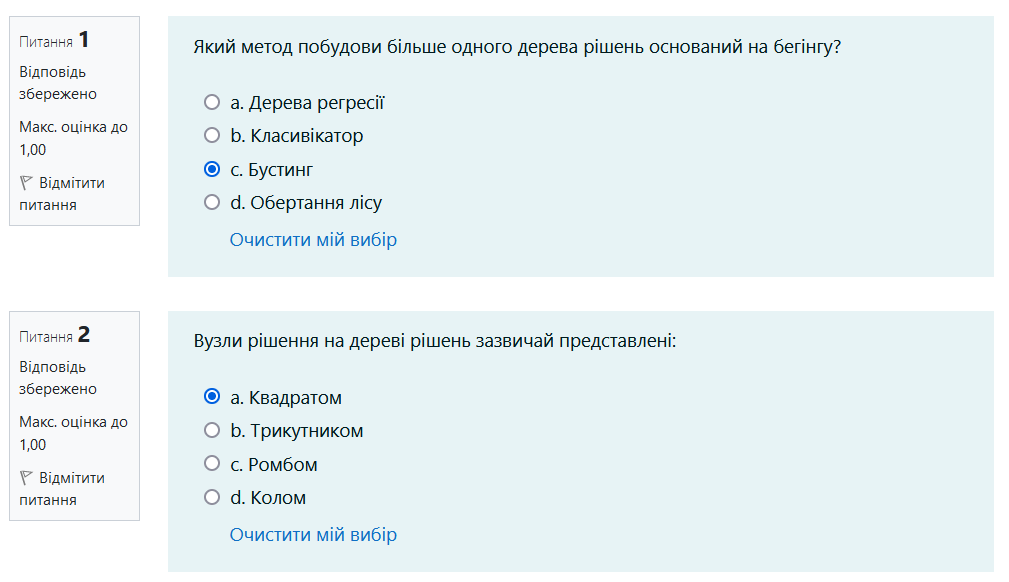 Питання 1
Відповідь
збережено
Макс. оцінка до
1,00
Відмітити
питання
Який метод побудови більше одного дерева рішень оснований на бегінгу?
a. Дерева регресії
b. Класивікатор
c. Бустинг
d. Обертання лісу
Очистити мій вибір
Питання 2
Відповідь
збережено
Макс. оцінка до
1,00
Відмітити
питання
Вузли рішення на дереві рішень зазвичай представлені:
a. Квадратом
b. Трикутником
c. Ромбом
d. Колом
Очистити мій вибір